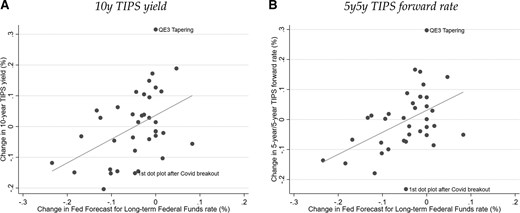 A
10y TIPS yield
Change in 10-year TIPS yield (%)
.3
.2
.1
0
-.1
-.2
QE3 Tapering
1st dot plot after Covid breakout
-.3 -.2 -.1 0 .1
Change in Fed Forecast for Long-term Federal Funds rate (%)
B
5y5y TIPS forward rate
Change in 5-year/5-year TIPS forward rate (%)
.3
.2
.1
0
-.1
-.2
QE3 Tapering
1st dot plot after Covid breakout
-.3 -.2 -.1 0 .1
Change in Fed Forecast for Long-term Federal Funds rate (%)